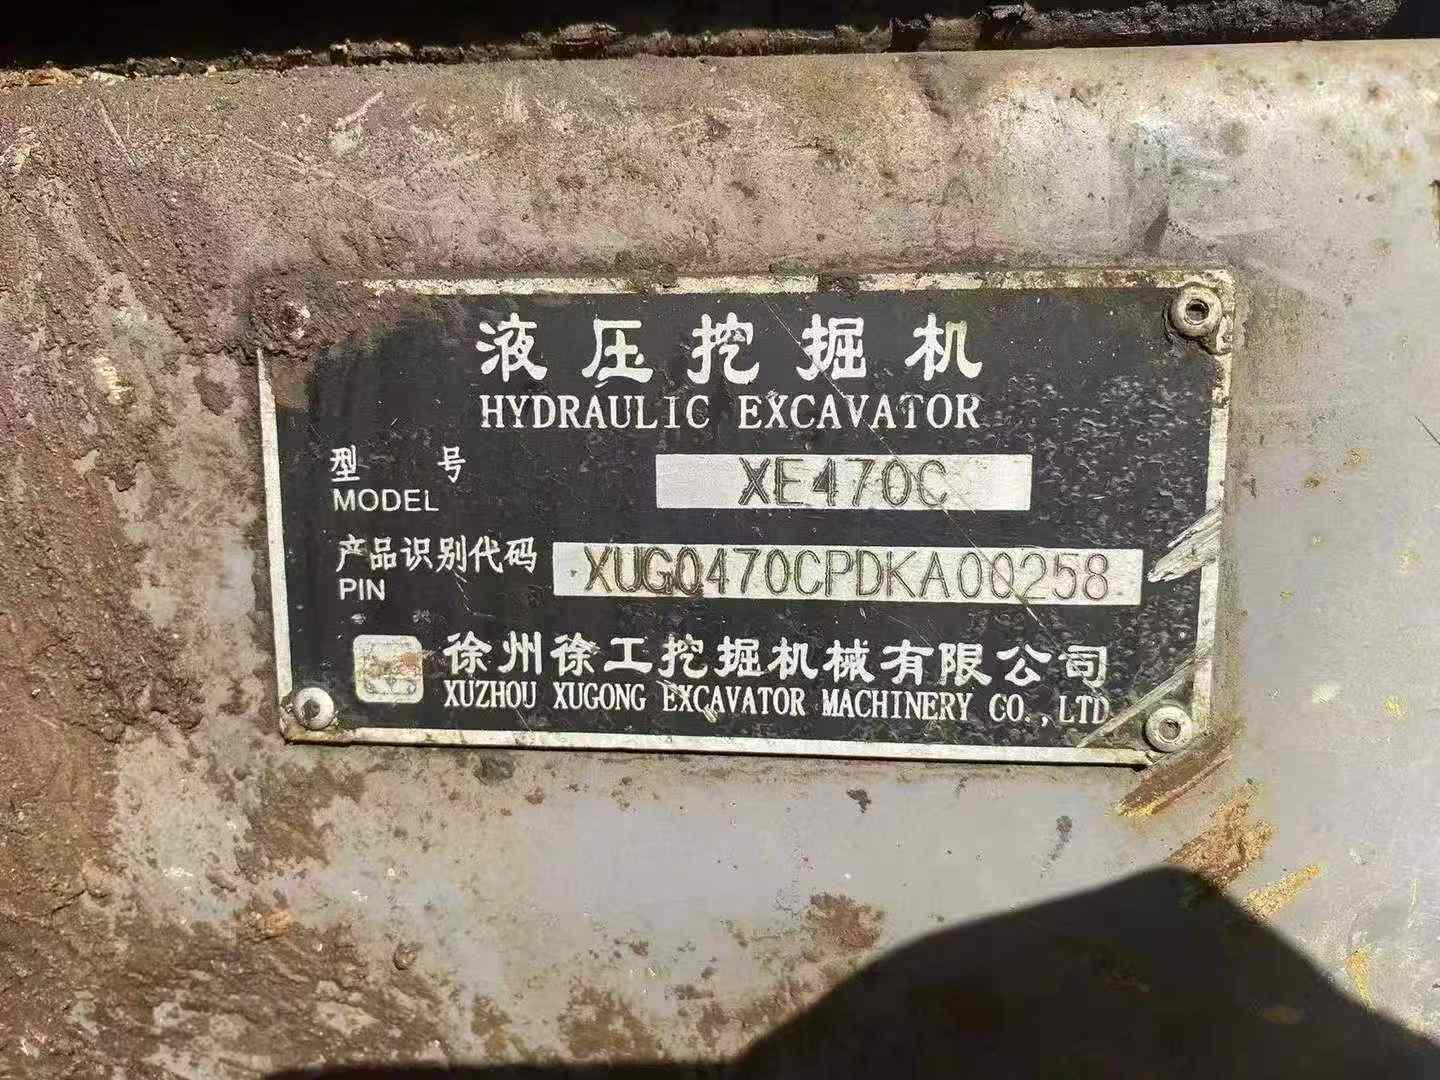 液压挖掘机
HYDRAULIC EXCAVATOR
型号 XE470C
MODEL
产品识别代码 XUG0470CPDKA00258
PIN
徐州徐工挖掘机械有限公司
XUZHOU XUGONG EXCAVATOR MACHINERY CO.,LTD